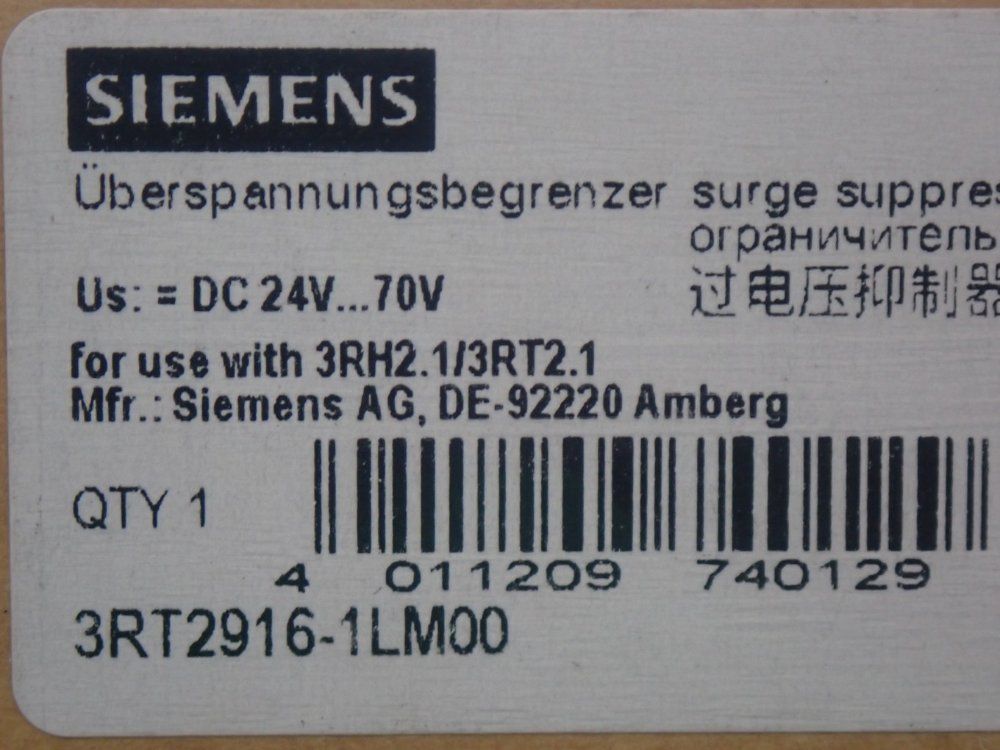 SIEMENS
Überspannungsbegrenzer surge suppres
ограничитель
Us: = DC 24V...70V
过电压抑制器
for use with 3RH2.1/3RT2.1
Mfr.: Siemens AG, DE-92220 Amberg
QTY 1
4 011209 740129
3RT2916-1LM00